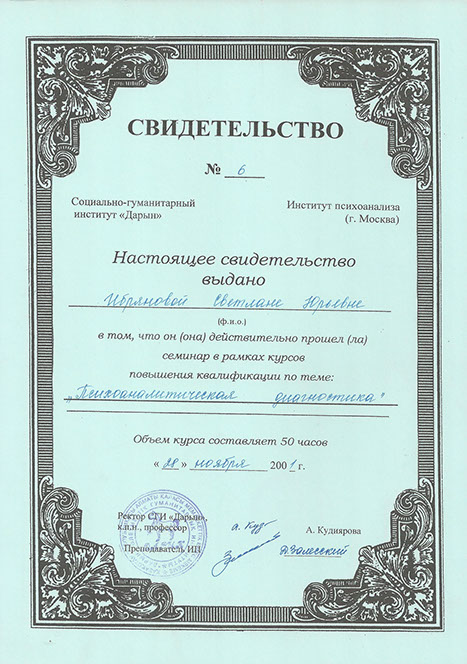 СВИДЕТЕЛЬСТВО
№ 6
Социально-гуманитарный
институт «Дарын»
Институт психоанализа
(г. Москва)
Настоящее свидетельство
выдано
Ибряновой Светлане Юрьевне
(ф.и.о.)
в том, что он (она) действительно прошел (ла)
семинар в рамках курсов
повышения квалификации по теме:
„Психоаналитическая диагностика"
Объем курса составляет 50 часов
« 28 » ноября 2001 г.
Ректор СГИ «Дарын»,
к.п.н., профессор
А. Кудиярова
Преподаватель ИП